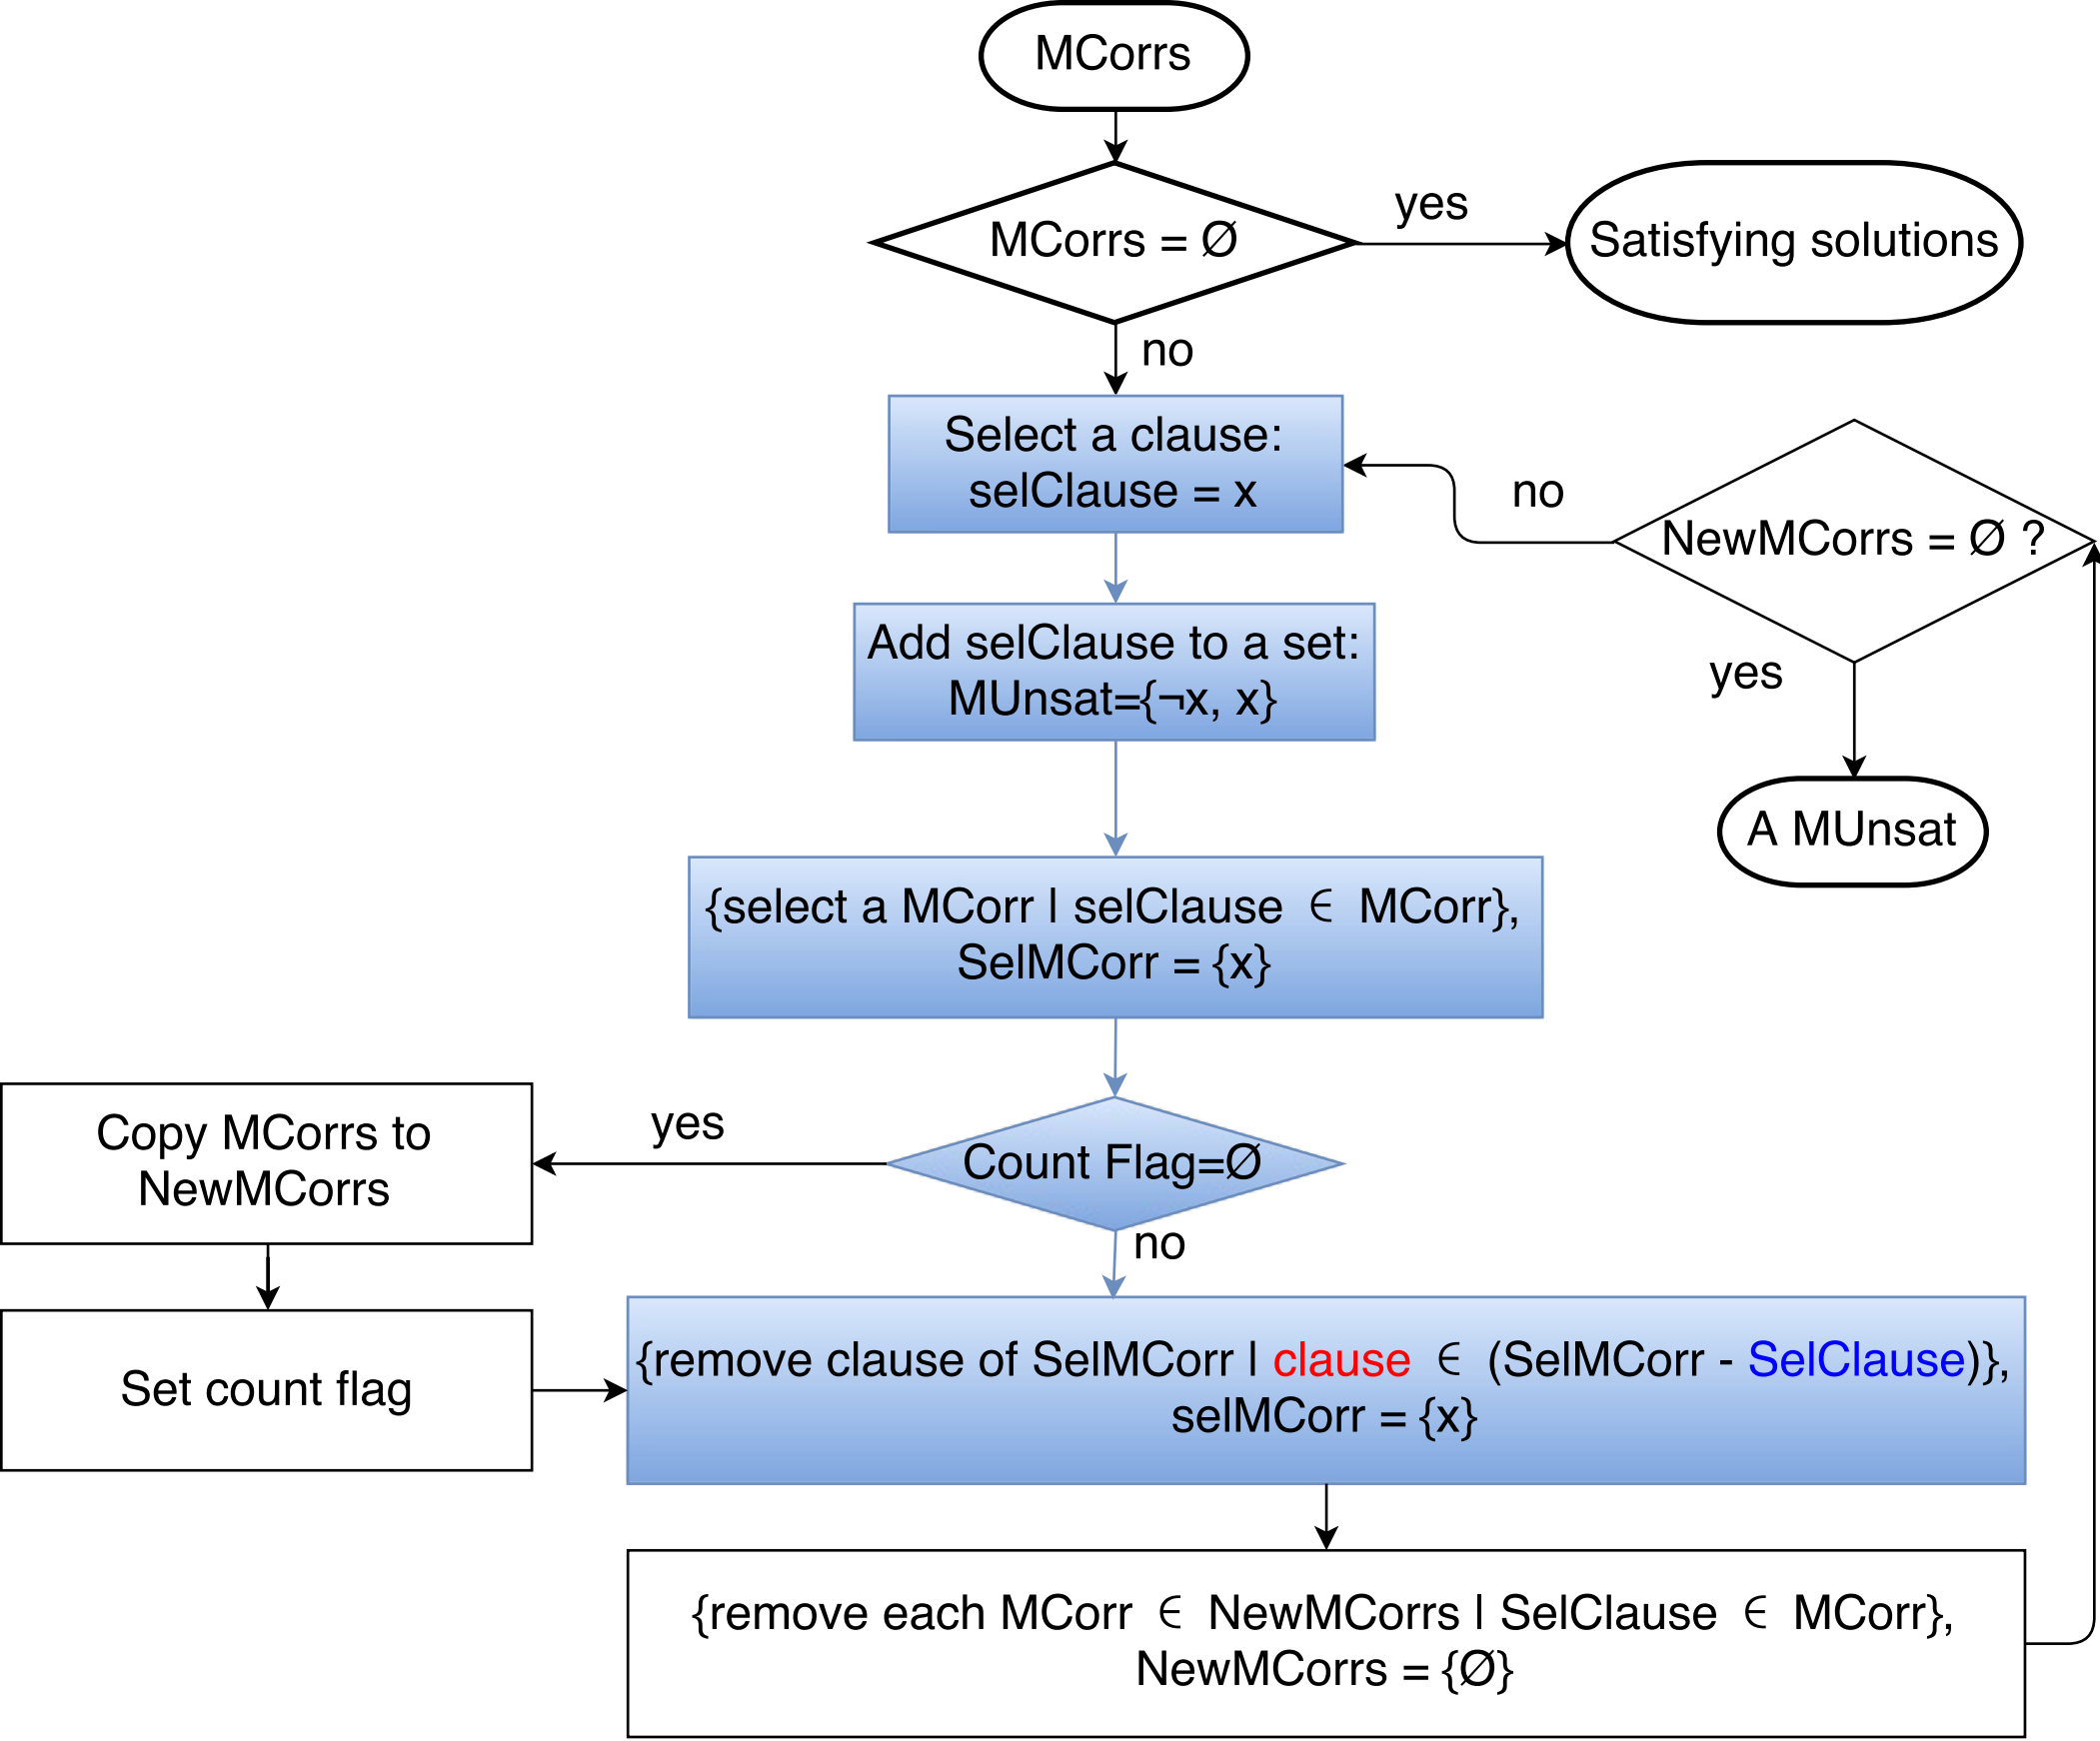 MCorrs
MCorrs = Ø
yes
Satisfying solutions
no
Select a clause:
selClause = x
no
NewMCorrs = Ø ?
Add selClause to a set:
MUnsat={¬x, x}
yes
A MUnsat
{select a MCorr | selClause ∈ MCorr},
SelMCorr = {x}
Copy MCorrs to
NewMCorrs
yes
Count Flag=Ø
no
Set count flag
{remove clause of SelMCorr | clause ∈ (SelMCorr - SelClause)},
selMCorr = {x}
{remove each MCorr ∈ NewMCorrs | SelClause ∈ MCorr},
NewMCorrs = {Ø}